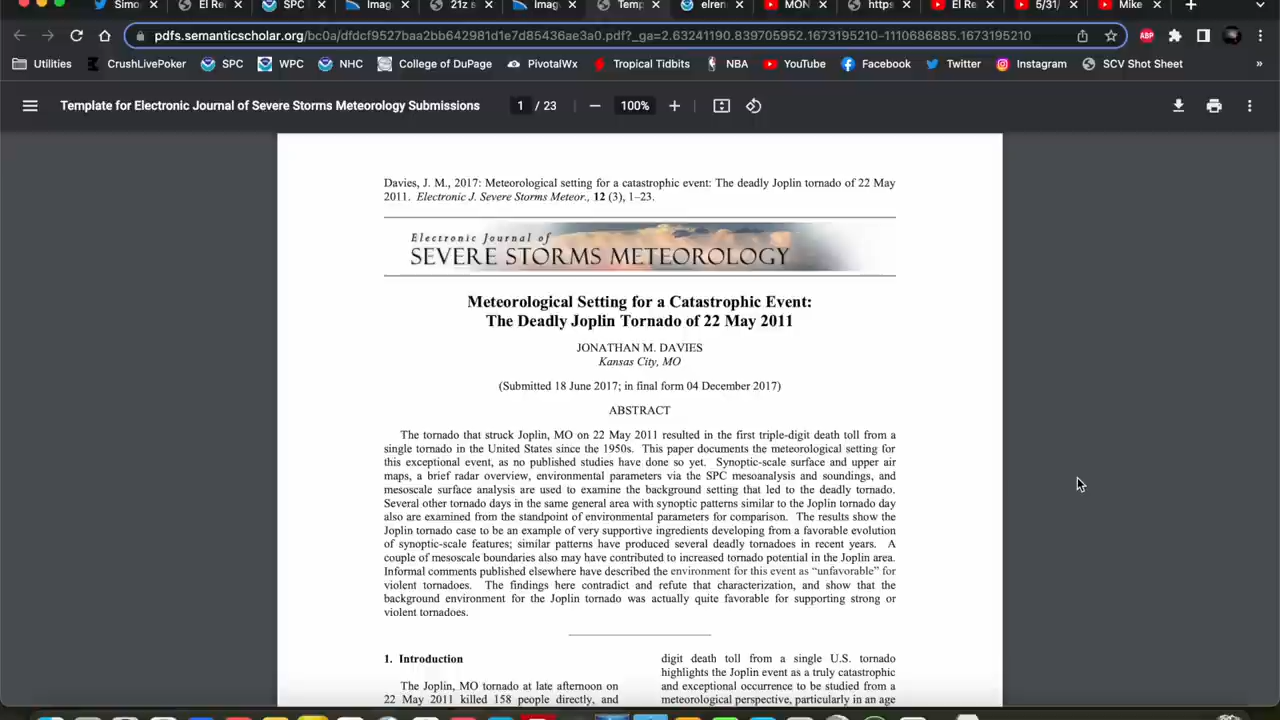 Simo
El Re
SPC
Imag
21z s
Imag
Temp
elren
MON
https
El Re
5/31/
Mike
pdfs.semanticscholar.org/bc0a/dfdcf9527baa2bb642981d1e7d85436ae3a0.pdf?_ga=2.63241190.839705952.1673195210-1110686885.1673195210
ABP
Utilities CrushLivePoker SPC WPC NHC College of DuPage PivotalWx Tropical Tidbits NBA YouTube Facebook Twitter Instagram SCV Shot Sheet »
Template for Electronic Journal of Severe Storms Meteorology Submissions 1 / 23 — 100% +
Davies, J. M., 2017: Meteorological setting for a catastrophic event: The deadly Joplin tornado of 22 May
2011. Electronic J. Severe Storms Meteor., 12 (3), 1–23.
Electronic Journal of
SEVERE STORMS METEOROLOGY
Meteorological Setting for a Catastrophic Event:
The Deadly Joplin Tornado of 22 May 2011
JONATHAN M. DAVIES
Kansas City, MO
(Submitted 18 June 2017; in final form 04 December 2017)
ABSTRACT
The tornado that struck Joplin, MO on 22 May 2011 resulted in the first triple-digit death toll from a
single tornado in the United States since the 1950s. This paper documents the meteorological setting for
this exceptional event, as no published studies have done so yet. Synoptic-scale surface and upper air
maps, a brief radar overview, environmental parameters via the SPC mesoanalysis and soundings, and
mesoscale surface analysis are used to examine the background setting that led to the deadly tornado.
Several other tornado days in the same general area with synoptic patterns similar to the Joplin tornado day
also are examined from the standpoint of environmental parameters for comparison. The results show the
Joplin tornado case to be an example of very supportive ingredients developing from a favorable evolution
of synoptic-scale features; similar patterns have produced several deadly tornadoes in recent years. A
couple of mesoscale boundaries also may have contributed to increased tornado potential in the Joplin area.
Informal comments published elsewhere have described the environment for this event as “unfavorable” for
violent tornadoes. The findings here contradict and refute that characterization, and show that the
background environment for the Joplin tornado was actually quite favorable for supporting strong or
violent tornadoes.
1. Introduction
The Joplin, MO tornado at late afternoon on
22 May 2011 killed 158 people directly, and
digit death toll from a single U.S. tornado
highlights the Joplin event as a truly catastrophic
and exceptional occurrence to be studied from a
meteorological perspective, particularly in an age